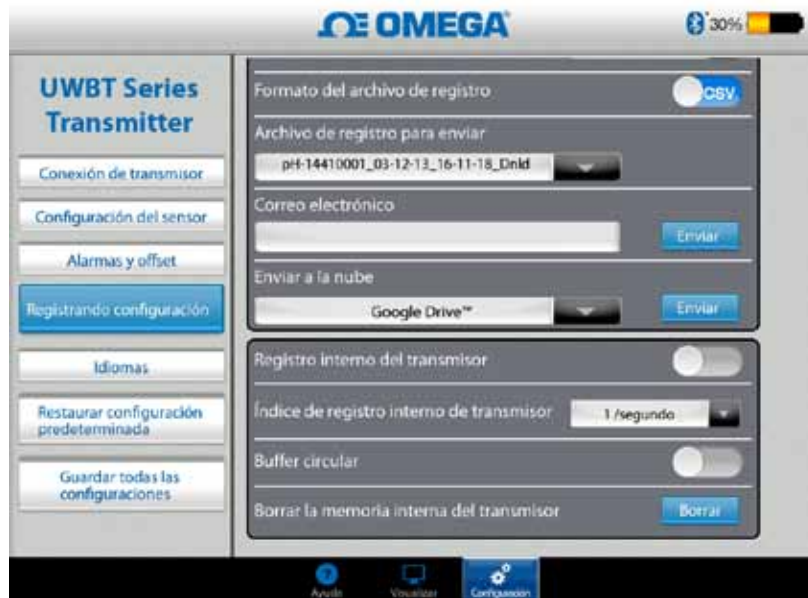 OMEGA
30%
UWBT Series
Transmitter
Conexión de transmisor
Configuración del sensor
Alarmas y offset
Registrando configuración
Idiomas
Restaurar configuración
predeterminada
Guardar todas las
configuraciones
Formato del archivo de registro
CSV
Archivo de registro para enviar
pH-14410001_03-12-13_16-11-18_Dnld
Correo electrónico
Enviar
Enviar a la nube
Google Drive™
Enviar
Registro interno del transmisor
Índice de registro interno de transmisor
1 /segundo
Buffer circular
Borrar la memoria interna del transmisor
Borrar
Ayuda
Visualizar
Configuración